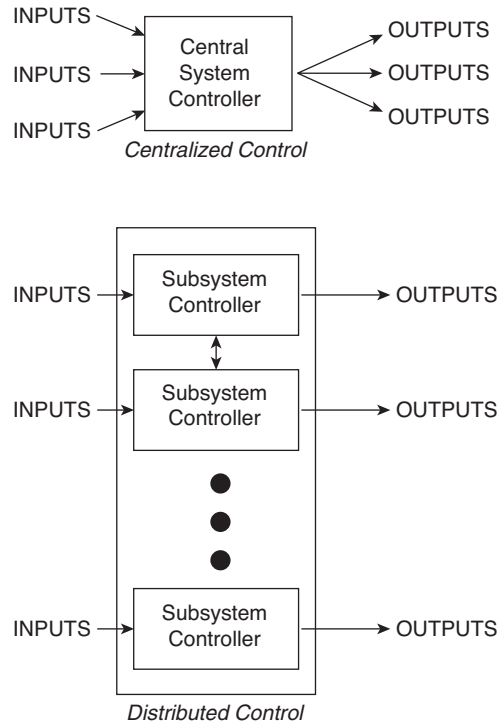 INPUTS
INPUTS
INPUTS
Central
System
Controller
OUTPUTS
OUTPUTS
OUTPUTS
Centralized Control
INPUTS
Subsystem
Controller
OUTPUTS
INPUTS
Subsystem
Controller
OUTPUTS
INPUTS
Subsystem
Controller
OUTPUTS
Distributed Control